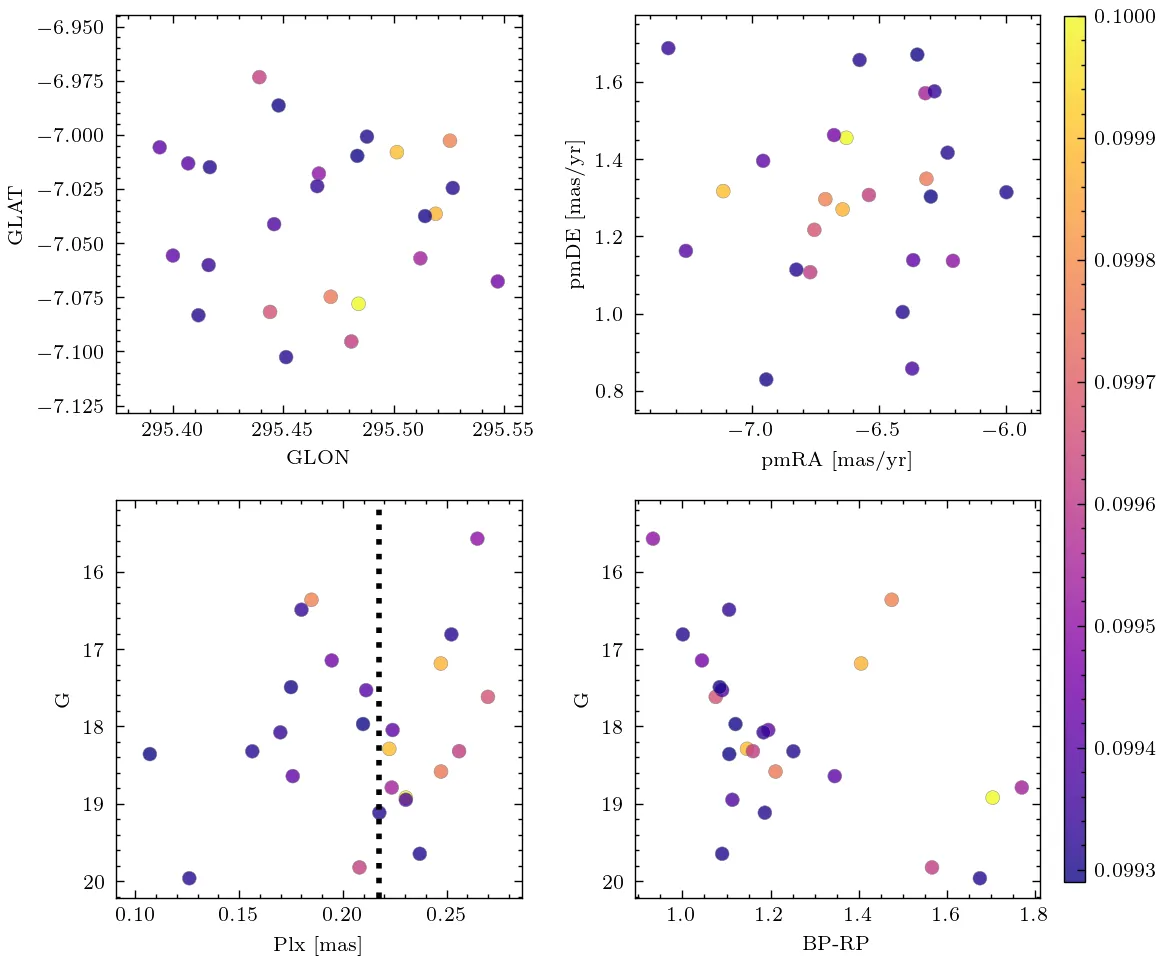 −6.950
−6.975
−7.000
−7.025
−7.050
−7.075
−7.100
−7.125
GLAT
295.40 295.45 295.50 295.55
GLON
1.6
1.4
1.2
1.0
0.8
pmDE [mas/yr]
−7.0 −6.5 −6.0
pmRA [mas/yr]
16
17
18
19
20
G
0.10 0.15 0.20 0.25
Plx [mas]
16
17
18
19
20
G
1.0 1.2 1.4 1.6 1.8
BP-RP
0.1000
0.0999
0.0998
0.0997
0.0996
0.0995
0.0994
0.0993